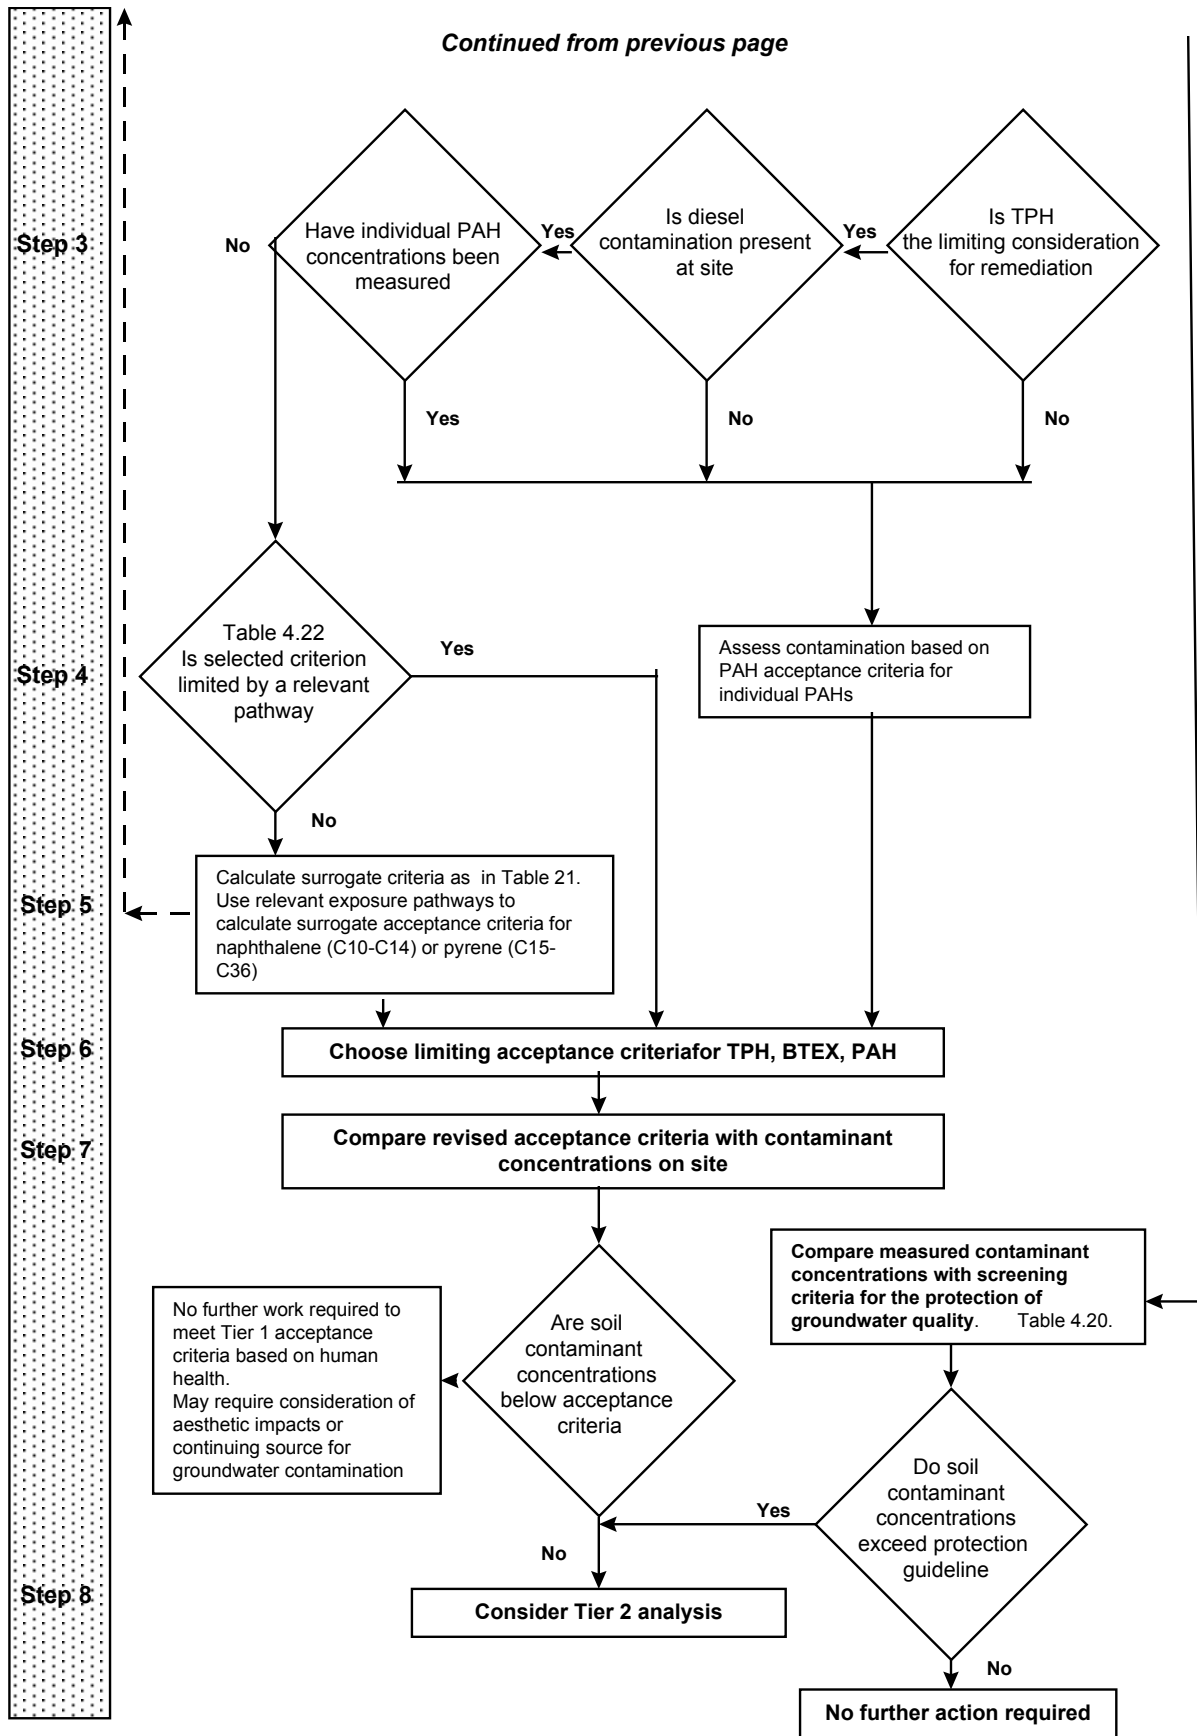 Continued from previous page
Step 3
No
Have individual PAH
concentrations been
measured
Yes
Is diesel
contamination present
at site
Yes
Is TPH
the limiting consideration
for remediation
Yes
No
No
Step 4
Table 4.22
Is selected criterion
limited by a relevant
pathway
Yes
Assess contamination based on
PAH acceptance criteria for
individual PAHs
No
Step 5
Calculate surrogate criteria as in Table 21.
Use relevant exposure pathways to
calculate surrogate acceptance criteria for
naphthalene (C10-C14) or pyrene (C15-
C36)
Step 6
Choose limiting acceptance criteriafor TPH, BTEX, PAH
Step 7
Compare revised acceptance criteria with contaminant
concentrations on site
Compare measured contaminant
concentrations with screening
criteria for the protection of
groundwater quality. Table 4.20.
No further work required to
meet Tier 1 acceptance
criteria based on human
health.
May require consideration of
aesthetic impacts or
continuing source for
groundwater contamination
Are soil
contaminant
concentrations
below acceptance
criteria
Do soil
contaminant
concentrations
exceed protection
guideline
Yes
No
Step 8
Consider Tier 2 analysis
No
No further action required